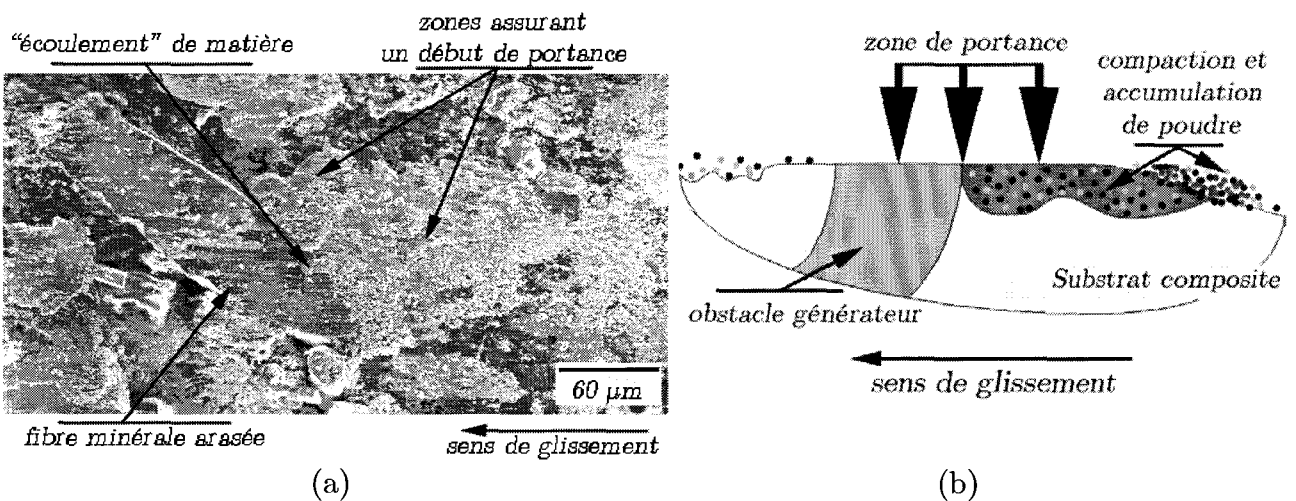 “écoulement” de matière
zones assurant
un début de portance
60 µm
fibre minérale arasée
sens de glissement
(a)
zone de portance
compaction et
accumulation
de poudre
Substrat composite
obstacle générateur
sens de glissement
(b)